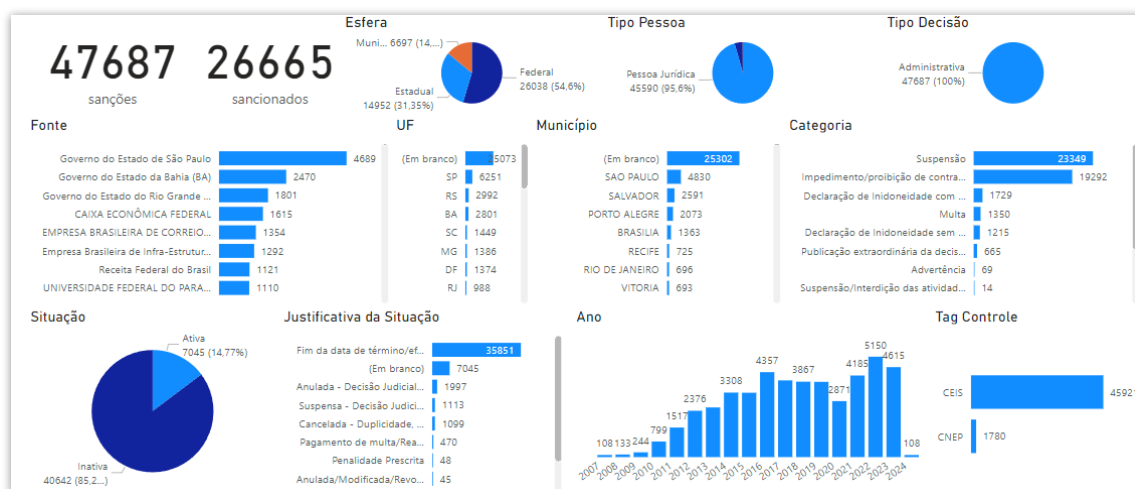 47687
sanções
26665
sancionados
Esfera
Muni... 6697 (14,...)
Federal
26038 (54,6%)
Estadual
14952 (31,35%)
Tipo Pessoa
Pessoa Jurídica
45590 (95,6%)
Tipo Decisão
Administrativa
47687 (100%)
Fonte
Governo do Estado de São Paulo 4689
Governo do Estado da Bahia (BA) 2470
Governo do Estado do Rio Grande ... 1801
CAIXA ECONÔMICA FEDERAL 1615
EMPRESA BRASILEIRA DE CORREIO... 1354
Empresa Brasileira de Infra-Estrutur... 1292
Receita Federal do Brasil 1121
UNIVERSIDADE FEDERAL DO PARA... 1110
UF
(Em branco) 25073
SP 6251
RS 2992
BA 2801
SC 1449
MG 1386
DF 1374
RJ 988
Município
(Em branco) 25302
SAO PAULO 4830
SALVADOR 2591
PORTO ALEGRE 2073
BRASILIA 1363
RECIFE 725
RIO DE JANEIRO 696
VITORIA 693
Categoria
Suspensão 23349
Impedimento/proibição de contra... 19292
Declaração de Inidoneidade com ... 1729
Multa 1350
Declaração de Inidoneidade sem ... 1215
Publicação extraordinária da decis... 665
Advertência 69
Suspensão/Interdição das atividad... 14
Situação
Ativa
7045 (14,77%)
Inativa
40642 (85,2...)
Justificativa da Situação
Fim da data de término/ef... 35851
(Em branco) 7045
Anulada - Decisão Judicial... 1997
Suspensa - Decisão Judici... 1113
Cancelada - Duplicidade, ... 1099
Pagamento de multa/Rea... 470
Penalidade Prescrita 48
Anulada/Modificada/Revo... 45
Ano
108 133 244 799 1517 2376 3308 4357 3867 2871 4185 5150 4615 108
2007 2008 2009 2010 2011 2012 2013 2014 2015 2016 2017 2018 2019 2020 2021 2022 2023 2024
Tag Controle
CEIS 45921
CNEP 1780